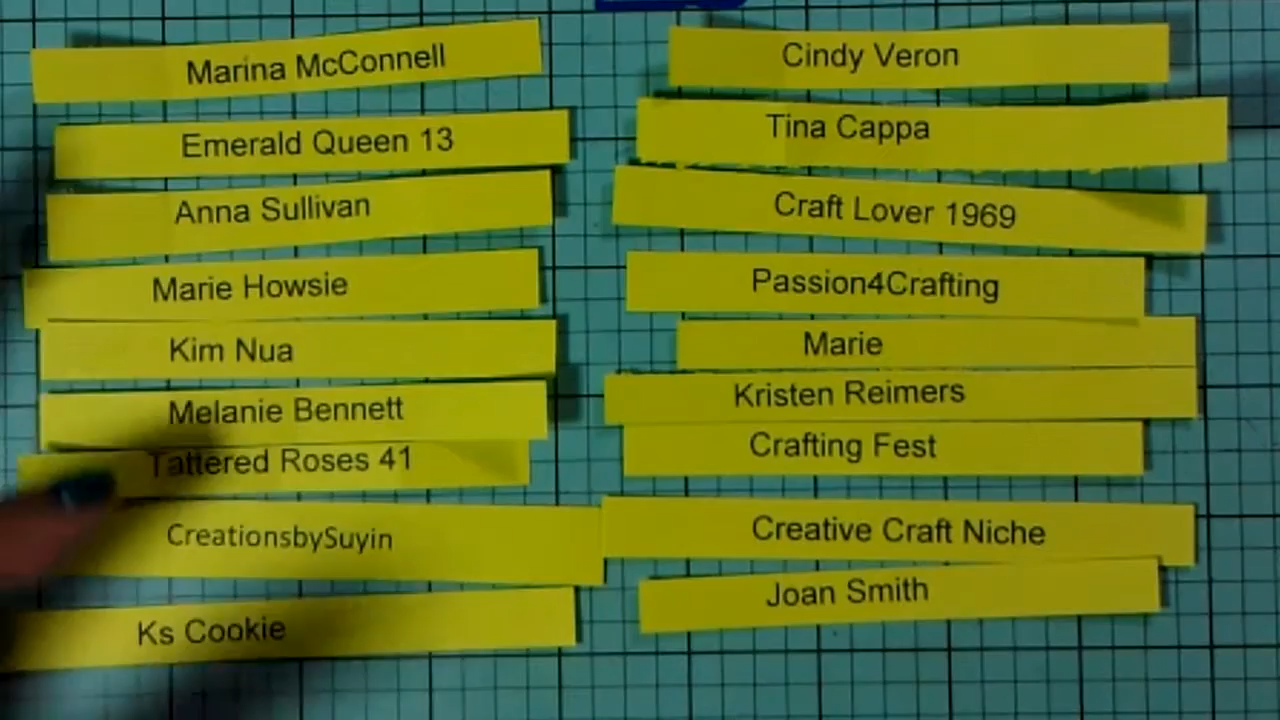 Marina McConnell
Emerald Queen 13
Anna Sullivan
Marie Howsie
Kim Nua
Melanie Bennett
Tattered Roses 41
CreationsbySuyin
Ks Cookie
Cindy Veron
Tina Cappa
Craft Lover 1969
Passion4Crafting
Marie
Kristen Reimers
Crafting Fest
Creative Craft Niche
Joan Smith